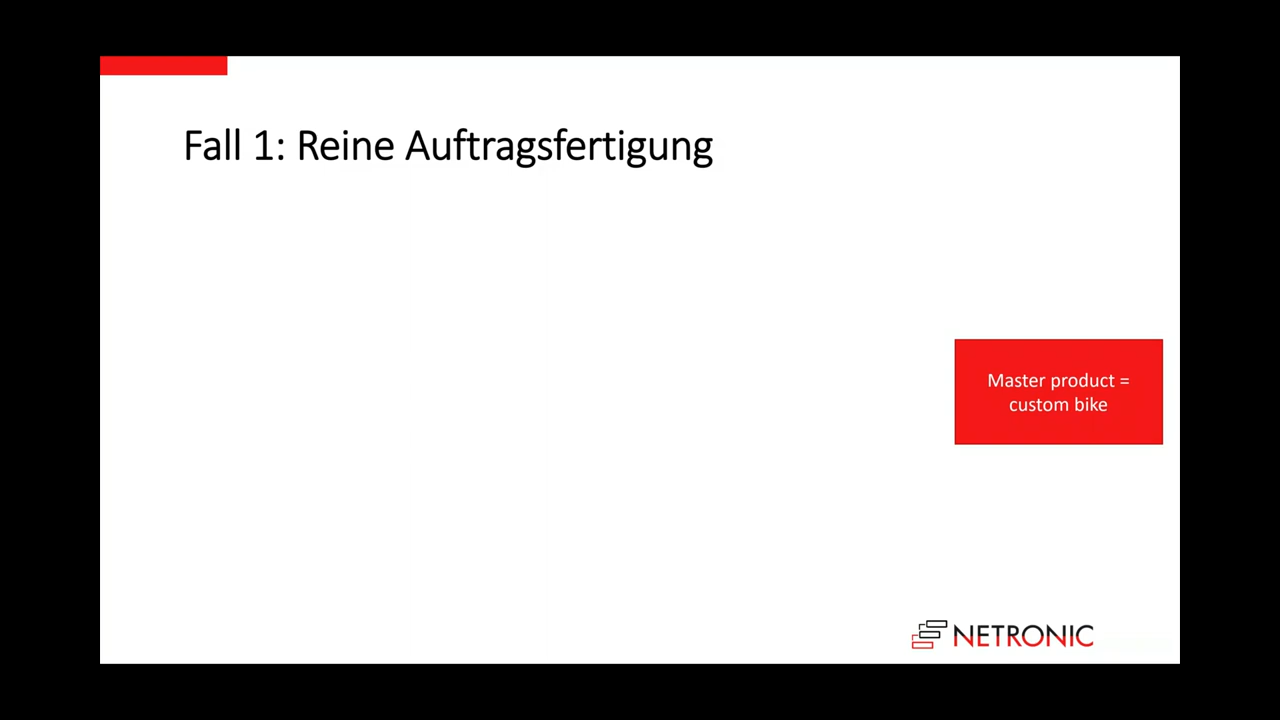 Fall 1: Reine Auftragsfertigung
Master product =
custom bike
NETRONIC